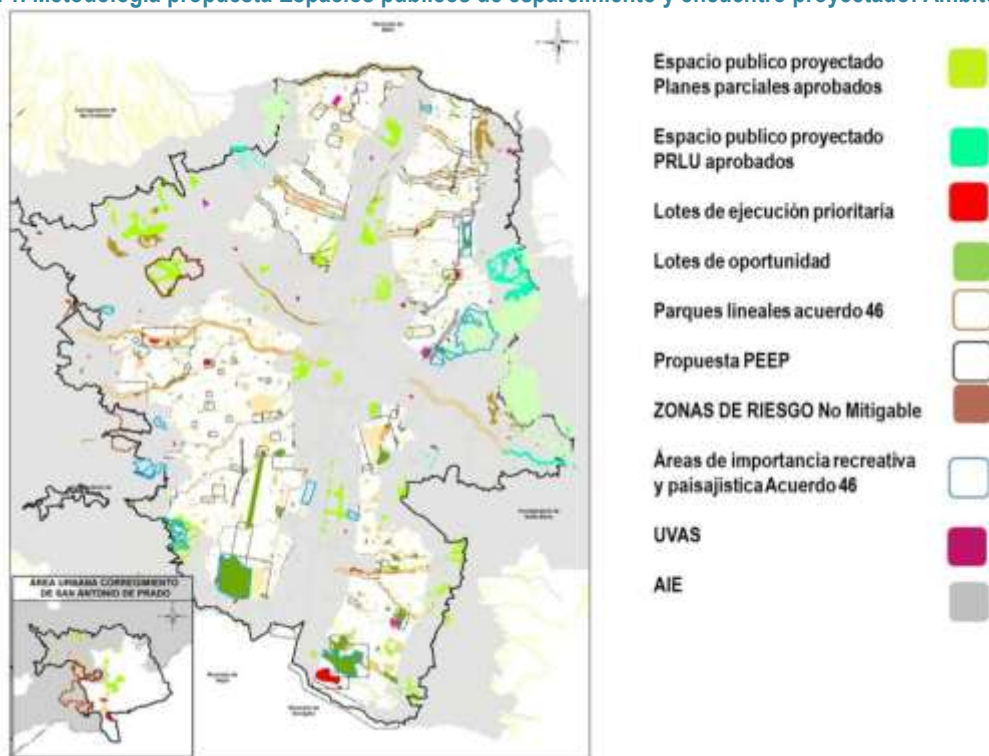 Metodología propuesta Espacios públicos de esparcimiento y encuentro proyectado.
Espacio publico proyectado
Planes parciales aprobados
Espacio publico proyectado
PRLU aprobados
Lotes de ejecución prioritaria
Lotes de oportunidad
Parques lineales acuerdo 46
Propuesta PEEP
ZONAS DE RIESGO No Mitigable
Áreas de importancia recreativa
y paisajística Acuerdo 46
UVAS
AIE
ÁREA URBANA CORREGIMIENTO
DE SAN ANTONIO DE PRADO